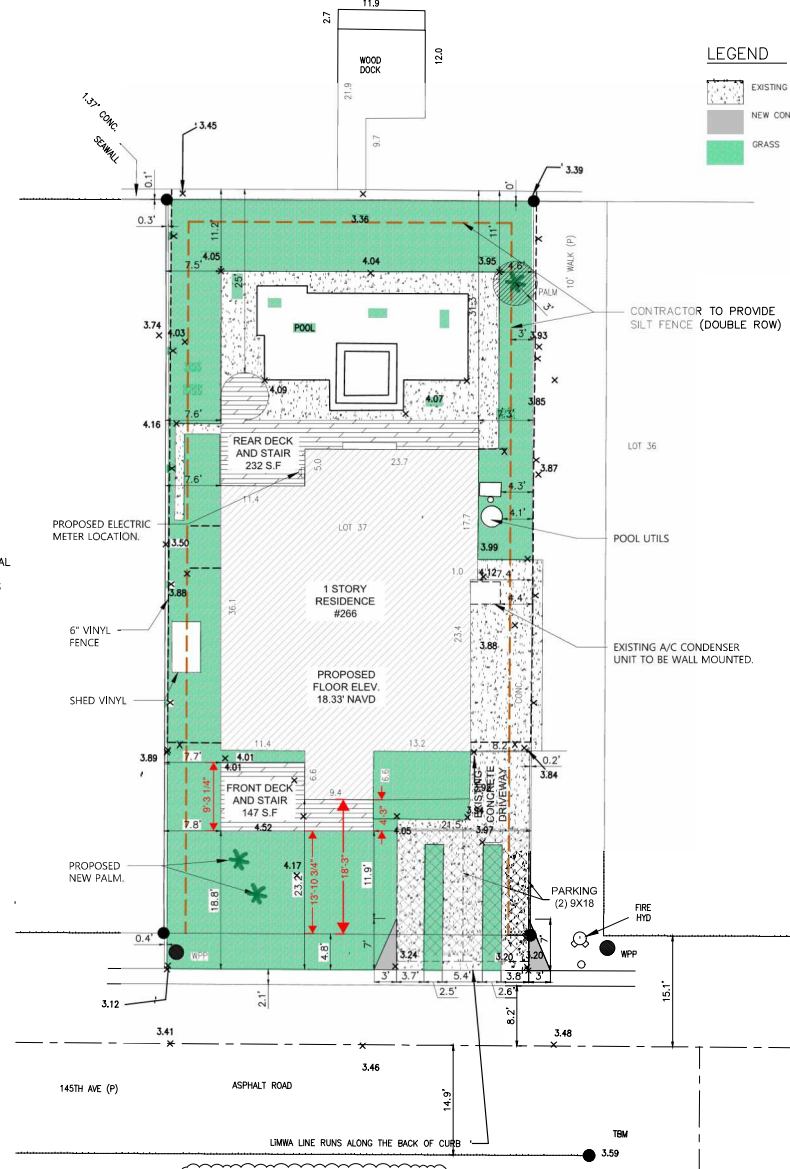 11.9
2.7
12.0
WOOD
DOCK
21.9
9.7
LEGEND
EXISTING
NEW CON
GRASS
1.37' CONC.
SEAWALL
3.45
3.39
0.1'
0'
0.3'
3.36
11.2'
11'
4.05
4.04
3.95
4.6'
7.5'
25'
PALM
3'
10' WALK (P)
CONTRACTOR TO PROVIDE
SILT FENCE (DOUBLE ROW)
31.3'
3.74
4.03
POOL
3'
3.93
4.09
4.07
3.85
4.16
7.6'
7.3'
LOT 36
REAR DECK
AND STAIR
232 S.F
5.0
23.7
3.87
7.6'
11.4
4.3'
PROPOSED ELECTRIC
METER LOCATION.
LOT 37
17.7
4.1'
POOL UTILS
3.50
3.99
AL
1.0
4.12
7.4'
3.88
36.1
1 STORY
RESIDENCE
#266
4.4'
6" VINYL
FENCE
23.4
3.88
EXISTING A/C CONDENSER
UNIT TO BE WALL MOUNTED.
PROPOSED
FLOOR ELEV.
18.33' NAVD
CONC.
SHED VINYL
11.4
13.2
8.2'
3.89
7.7'
4.01
4.01
0.2'
3.84
9'-3 1/4"
FRONT DECK
AND STAIR
147 S.F
6.6
9.4
6.6
4'-3"
EXISTING
CONCRETE
DRIVEWAY
7.8'
4.52
4.05
21.5'
3.97
PROPOSED
NEW PALM.
4.17
23.2'
18.8'
13'-10 3/4"
18'-3"
11.9'
PARKING
(2) 9X18
FIRE
HYD
0.4'
WPP
4.8'
7'
3.24
3.20
3.20
7'
WPP
3'
3.7'
5.4'
3.8'
3'
2.5'
2.6'
3.12
2.1'
8.2'
15.1'
3.41
3.46
3.48
145TH AVE (P)
ASPHALT ROAD
14.9'
LiMWA LINE RUNS ALONG THE BACK OF CURB
TBM
3.59